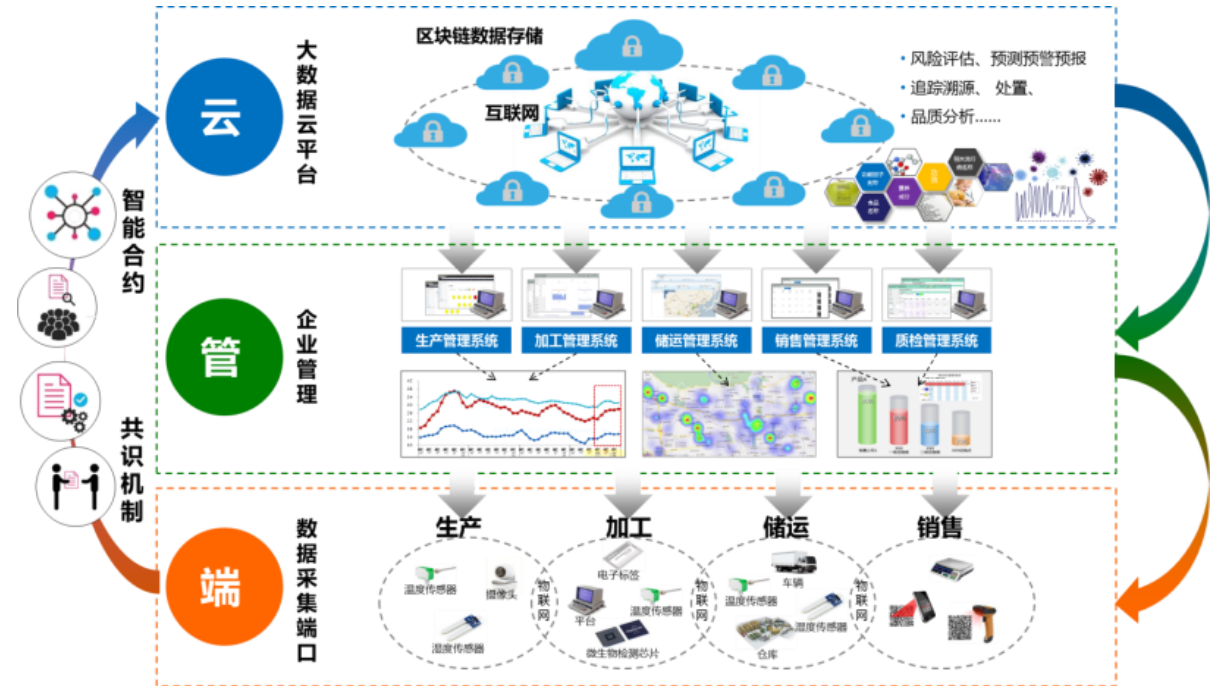 云
大数据云平台
区块链数据存储
互联网
• 风险评估、预测预警预报
• 追踪溯源、 处置、
• 品质分析......
智能合约
管
企业管理
生产管理系统
加工管理系统
储运管理系统
销售管理系统
质检管理系统
共识机制
端
数据采集端口
生产
加工
储运
销售
温度传感器
摄像头
湿度传感器
物联网
电子标签
平台
温度传感器
微生物检测芯片
物联网
车辆
温度传感器
湿度传感器
仓库
物联网